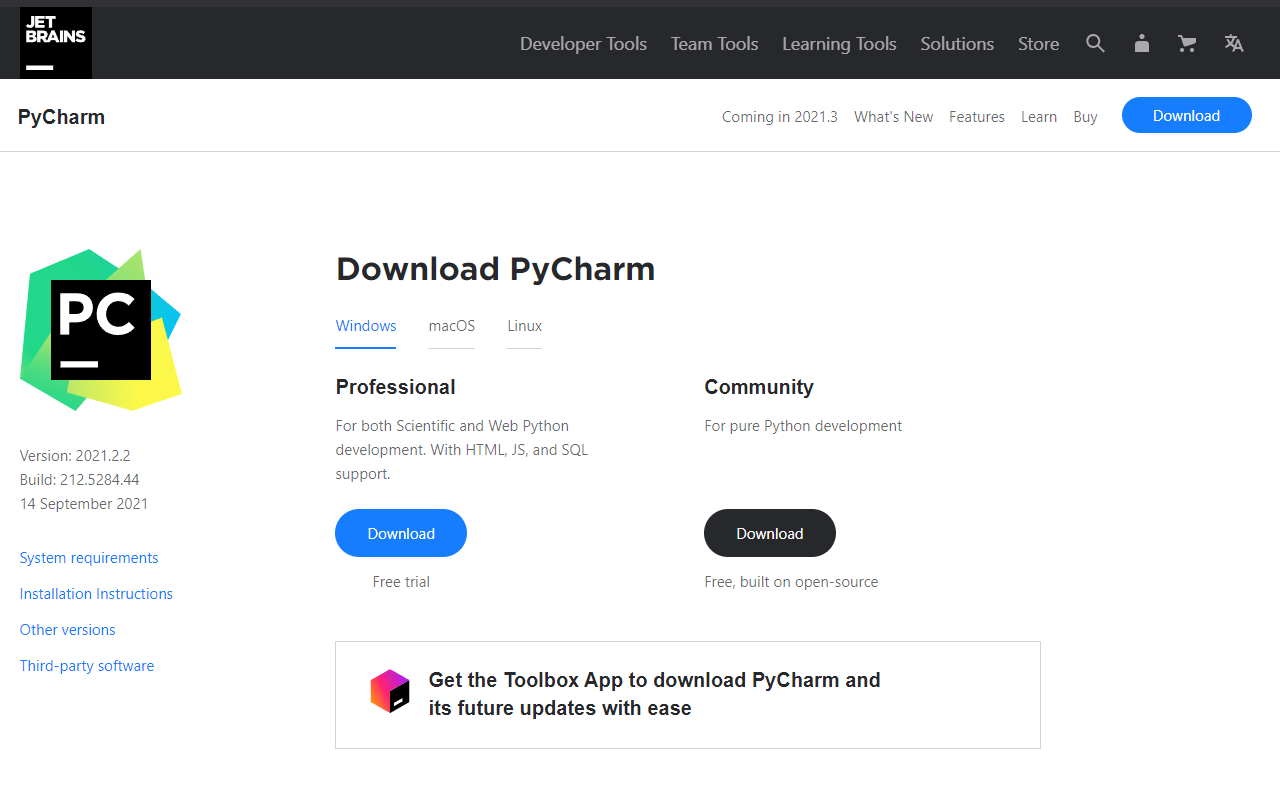 JET
BRAINS
Developer Tools Team Tools Learning Tools Solutions Store
PyCharm
Coming in 2021.3 What's New Features Learn Buy Download
PC
Download PyCharm
Windows macOS Linux
Professional
For both Scientific and Web Python
development. With HTML, JS, and SQL
support.
Download
Free trial
Community
For pure Python development
Download
Free, built on open-source
Version: 2021.2.2
Build: 212.5284.44
14 September 2021
System requirements
Installation Instructions
Other versions
Third-party software
Get the Toolbox App to download PyCharm and
its future updates with ease